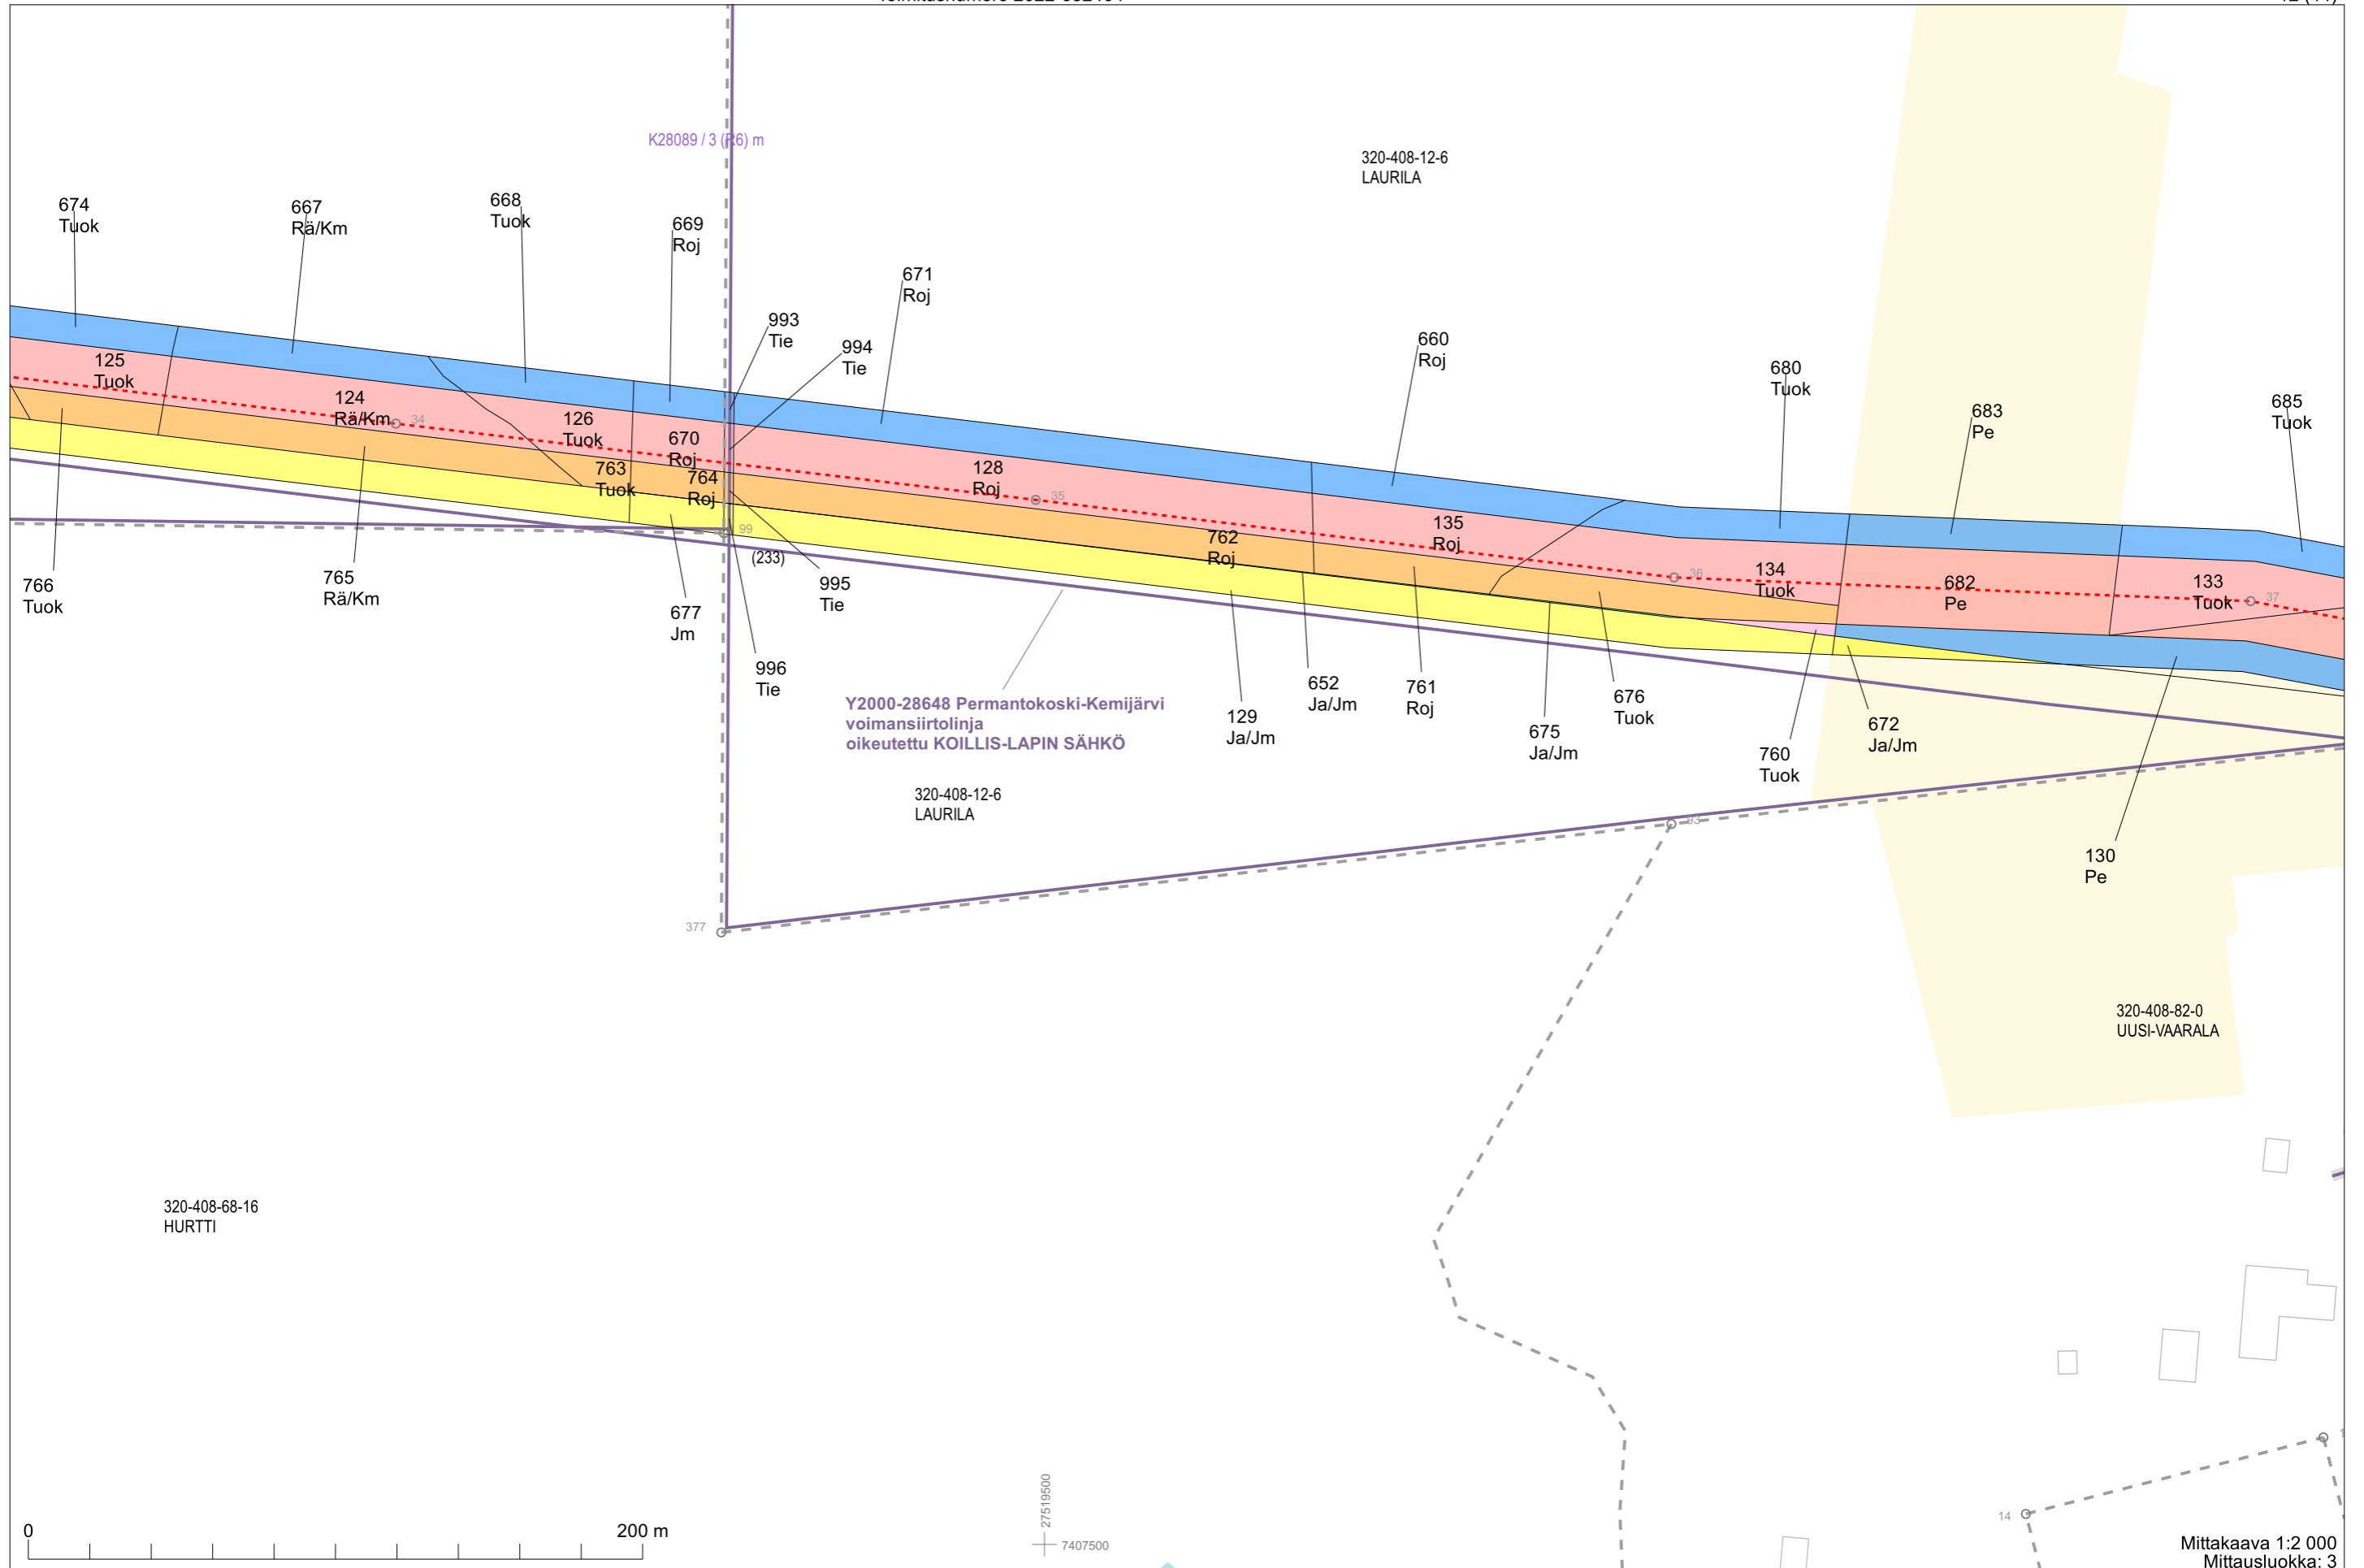 K28089 / 3 (R6) m
320-408-12-6
LAURILA
674
Tuok
667
Rä/Km
668
Tuok
669
Roj
671
Roj
993
Tie
994
Tie
660
Roj
680
Tuok
683
Pe
685
Tuok
125
Tuok
124
Rä/Km
34
126
Tuok
670
Roj
763
Tuok
764
Roj
128
Roj
35
762
Roj
135
Roj
36
134
Tuok
682
Pe
133
Tuok
37
99
(233)
766
Tuok
765
Rä/Km
677
Jm
995
Tie
996
Tie
Y2000-28648 Permantokoski-Kemijärvi
voimansiirtolinja
oikeutettu KOILLIS-LAPIN SÄHKÖ
129
Ja/Jm
652
Ja/Jm
761
Roj
675
Ja/Jm
676
Tuok
760
Tuok
672
Ja/Jm
130
Pe
320-408-12-6
LAURILA
93
377
320-408-82-0
UUSI-VAARALA
320-408-68-16
HURTTI
14
0
200 m
27519500
7407500
Mittakaava 1:2 000
Mittausluokka: 3